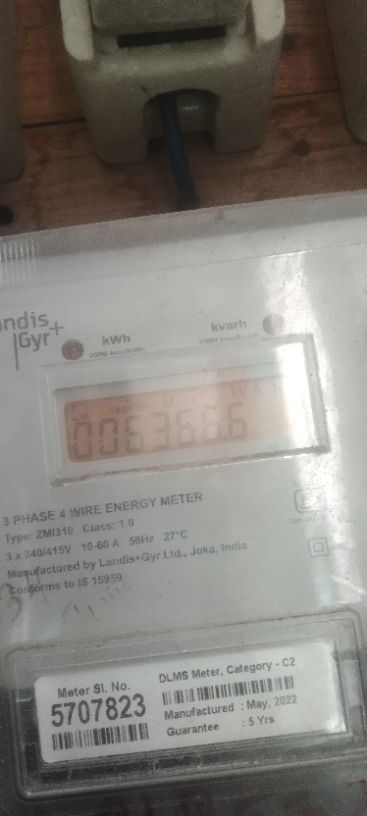 Landis
|Gyr+
kWh
kvarh
3 PHASE 4 WIRE ENERGY METER
Type: ZMI310 Class: 1.0
3 x 240/415V 10-60 A 50Hz 27°C
Manufactured by Landis+Gyr Ltd., Joka, India
Conforms to IS 15959
Meter Sl. No.
5707823
DLMS Meter, Category - C2
Manufactured : May, 2022
Guarantee : 5 Yrs